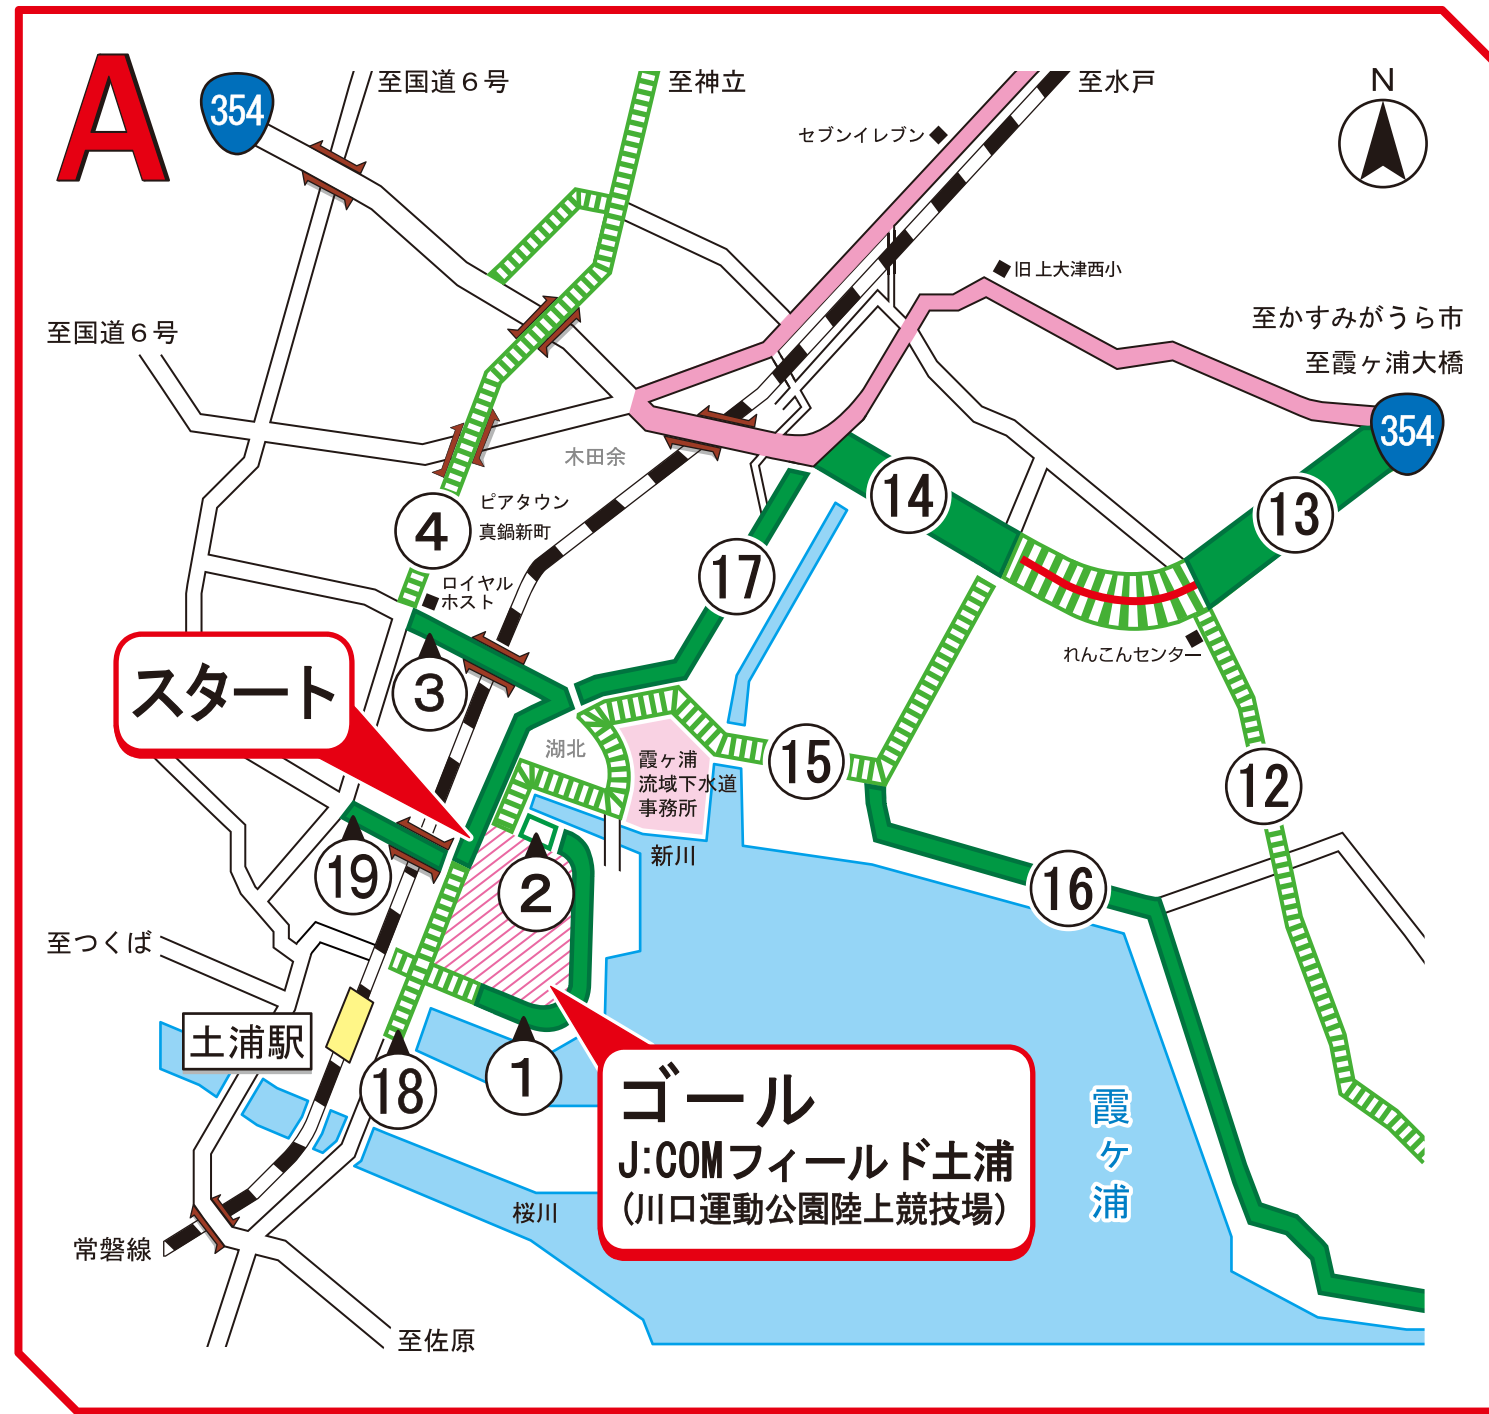 A
354
至国道６号
至神立
至水戸
N
セブンイレブン
旧上大津西小
至国道６号
至かすみがうら市
至霞ヶ浦大橋
354
木田余
ピアタウン
真鍋新町
4
14
13
17
ロイヤル
ホスト
れんこんセンター
スタート
3
湖北
霞ヶ浦
流域下水道
事務所
15
12
新川
19
2
16
至つくば
土浦駅
18
1
ゴール
J:COMフィールド土浦
(川口運動公園陸上競技場)
霞ヶ浦
桜川
常磐線
至佐原